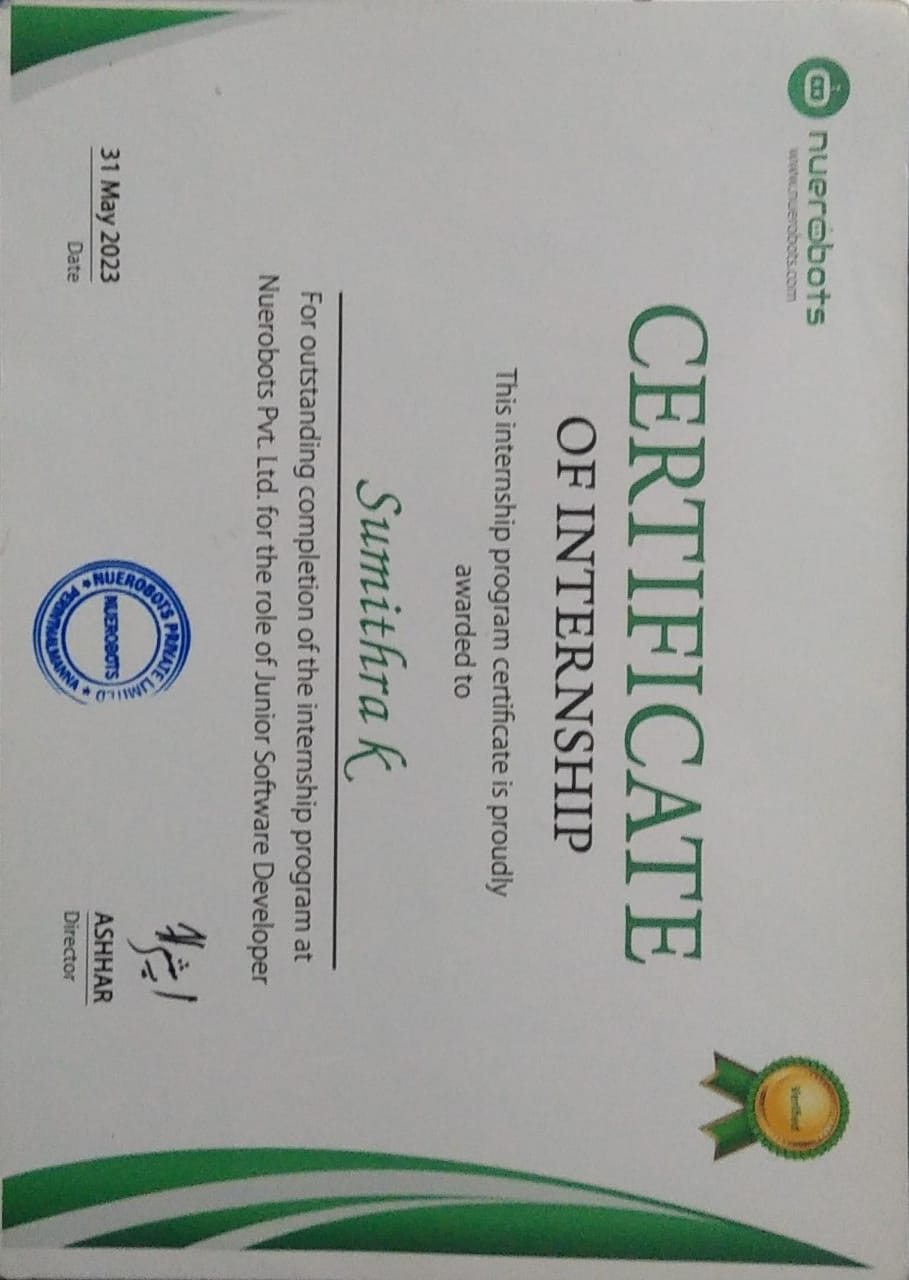 nuerobots
www.nuerobots.com
Verified
CERTIFICATE
OF INTERNSHIP
This internship program certificate is proudly
awarded to
Sumithra K
For outstanding completion of the internship program at
Nuerobots Pvt. Ltd. for the role of Junior Software Developer
31 May 2023
Date
NUEROBOTS PRIVATE LIMITED
NUEROBOTS
PERINTHALMANNA
ASHHAR
Director